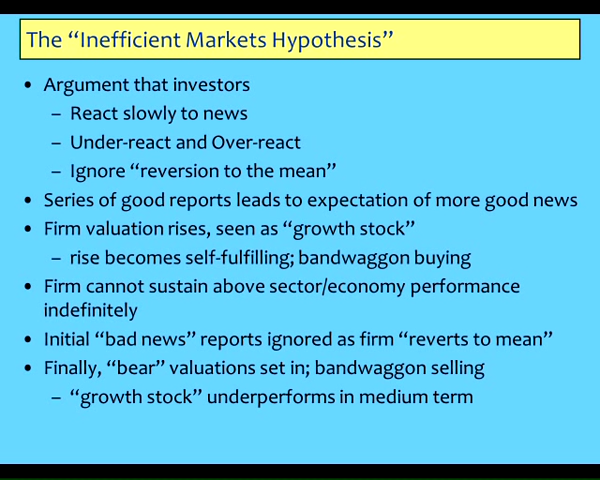 The “Inefficient Markets Hypothesis”
• Argument that investors
– React slowly to news
– Under-react and Over-react
– Ignore “reversion to the mean”
• Series of good reports leads to expectation of more good news
• Firm valuation rises, seen as “growth stock”
– rise becomes self-fulfilling; bandwaggon buying
• Firm cannot sustain above sector/economy performance
indefinitely
• Initial “bad news” reports ignored as firm “reverts to mean”
• Finally, “bear” valuations set in; bandwaggon selling
– “growth stock” underperforms in medium term